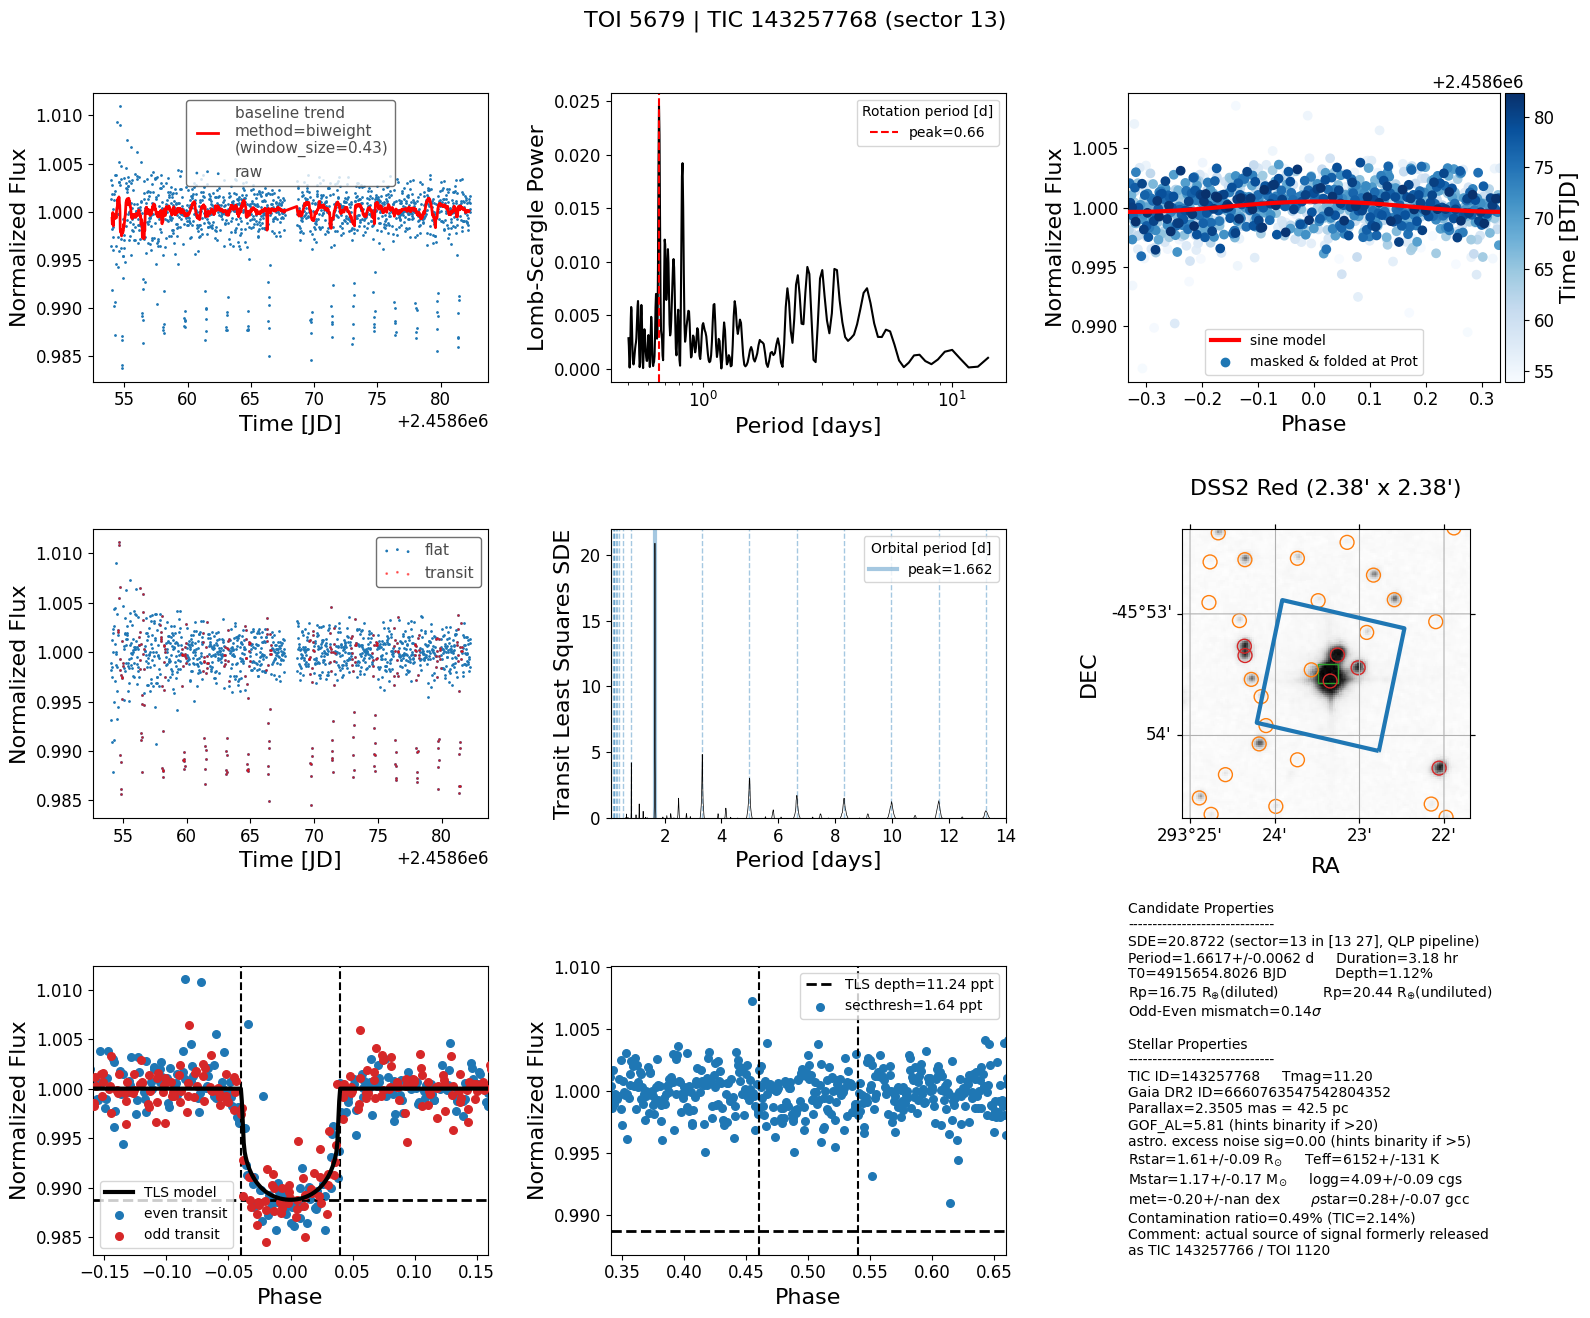 TOI 5679 | TIC 143257768 (sector 13)
Normalized Flux
1.010
1.005
1.000
0.995
0.990
0.985
baseline trend
method=biweight
(window_size=0.43)
raw
55 60 65 70 75 80
Time [JD]
+2.4586e6
Lomb-Scargle Power
0.025
0.020
0.015
0.010
0.005
0.000
Rotation period [d]
peak=0.66
10⁰ 10¹
Period [days]
+2.4586e6
Normalized Flux
1.005
1.000
0.995
0.990
sine model
masked & folded at Prot
−0.3 −0.2 −0.1 0.0 0.1 0.2 0.3
Phase
80
75
70
65
60
55
Time [BTJD]
Normalized Flux
1.010
1.005
1.000
0.995
0.990
0.985
flat
transit
55 60 65 70 75 80
Time [JD]
+2.4586e6
Transit Least Squares SDE
20
15
10
5
0
Orbital period [d]
peak=1.662
2 4 6 8 10 12 14
Period [days]
DSS2 Red (2.38' x 2.38')
DEC
-45°53'
54'
293°25' 24' 23' 22'
RA
Normalized Flux
1.010
1.005
1.000
0.995
0.990
0.985
TLS model
even transit
odd transit
−0.15 −0.10 −0.05 0.00 0.05 0.10 0.15
Phase
Normalized Flux
1.010
1.005
1.000
0.995
0.990
TLS depth=11.24 ppt
secthresh=1.64 ppt
0.35 0.40 0.45 0.50 0.55 0.60 0.65
Phase
Candidate Properties
------------------------------
SDE=20.8722 (sector=13 in [13 27], QLP pipeline)
Period=1.6617+/-0.0062 d Duration=3.18 hr
T0=4915654.8026 BJD Depth=1.12%
Rp=16.75 R⊕(diluted) Rp=20.44 R⊕(undiluted)
Odd-Even mismatch=0.14σ
Stellar Properties
------------------------------
TIC ID=143257768 Tmag=11.20
Gaia DR2 ID=6660763547542804352
Parallax=2.3505 mas = 42.5 pc
GOF_AL=5.81 (hints binarity if >20)
astro. excess noise sig=0.00 (hints binarity if >5)
Rstar=1.61+/-0.09 R⊙ Teff=6152+/-131 K
Mstar=1.17+/-0.17 M⊙ logg=4.09+/-0.09 cgs
met=-0.20+/-nan dex ρstar=0.28+/-0.07 gcc
Contamination ratio=0.49% (TIC=2.14%)
Comment: actual source of signal formerly released
as TIC 143257766 / TOI 1120